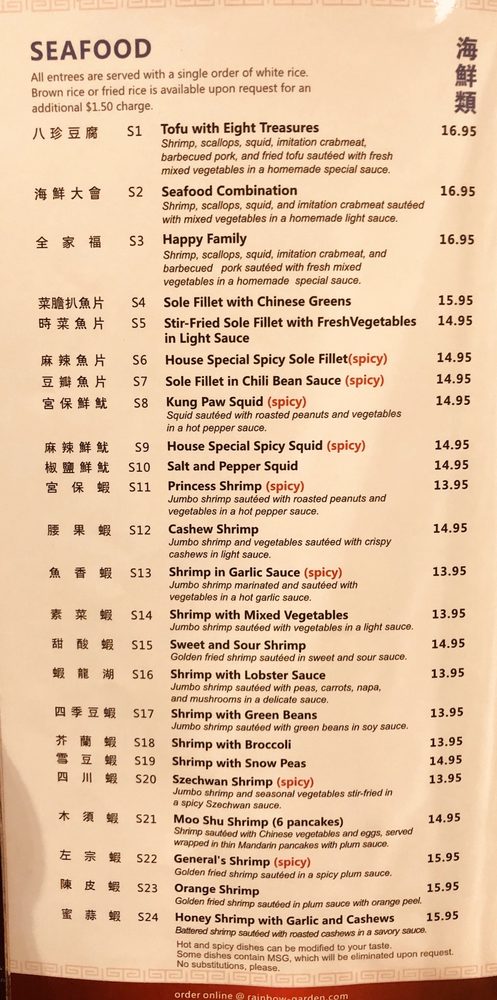 SEAFOOD
海鮮類
All entrees are served with a single order of white rice.
Brown rice or fried rice is available upon request for an
additional $1.50 charge.
八珍豆腐 S1 Tofu with Eight Treasures 16.95
Shrimp, scallops, squid, imitation crabmeat,
barbecued pork, and fried tofu sautéed with fresh
mixed vegetables in a homemade special sauce.
海鮮大會 S2 Seafood Combination 16.95
Shrimp, scallops, squid, and imitation crabmeat sautéed
with mixed vegetables in a homemade light sauce.
全家福 S3 Happy Family 16.95
Shrimp, scallops, squid, imitation crabmeat, and
barbecued pork sautéed with fresh mixed
vegetables in a homemade special sauce.
菜膽扒魚片 S4 Sole Fillet with Chinese Greens 15.95
時菜魚片 S5 Stir-Fried Sole Fillet with FreshVegetables 14.95
in Light Sauce
麻辣魚片 S6 House Special Spicy Sole Fillet(spicy) 14.95
豆瓣魚片 S7 Sole Fillet in Chili Bean Sauce (spicy) 14.95
宮保鮮魷 S8 Kung Paw Squid (spicy) 14.95
Squid sautéed with roasted peanuts and vegetables
in a hot pepper sauce.
麻辣鮮魷 S9 House Special Spicy Squid (spicy) 14.95
椒鹽鮮魷 S10 Salt and Pepper Squid 14.95
宮保蝦 S11 Princess Shrimp (spicy) 13.95
Jumbo shrimp sautéed with roasted peanuts and
vegetables in a hot pepper sauce.
腰果蝦 S12 Cashew Shrimp 14.95
Jumbo shrimp and vegetables sautéed with crispy
cashews in light sauce.
魚香蝦 S13 Shrimp in Garlic Sauce (spicy) 13.95
Jumbo shrimp marinated and sautéed with
vegetables in a hot garlic sauce.
素菜蝦 S14 Shrimp with Mixed Vegetables 13.95
Jumbo shrimp sautéed with vegetables in a light sauce.
甜酸蝦 S15 Sweet and Sour Shrimp 14.95
Golden fried shrimp sautéed in sweet and sour sauce.
蝦龍湖 S16 Shrimp with Lobster Sauce 13.95
Jumbo shrimp sautéed with peas, carrots, napa,
and mushrooms in a delicate sauce.
四季豆蝦 S17 Shrimp with Green Beans 13.95
Jumbo shrimp sautéed with green beans in soy sauce.
芥蘭蝦 S18 Shrimp with Broccoli 13.95
雪豆蝦 S19 Shrimp with Snow Peas 14.95
四川蝦 S20 Szechwan Shrimp (spicy) 13.95
Jumbo shrimp and seasonal vegetables stir-fried in
a spicy Szechwan sauce.
木須蝦 S21 Moo Shu Shrimp (6 pancakes) 14.95
Shrimp sautéed with Chinese vegetables and eggs, served
wrapped in thin Mandarin pancakes with plum sauce.
左宗蝦 S22 General's Shrimp (spicy) 15.95
Golden fried shrimp sautéed in a spicy plum sauce.
陳皮蝦 S23 Orange Shrimp 15.95
Golden fried shrimp sautéed in plum sauce with orange peel.
蜜蒜蝦 S24 Honey Shrimp with Garlic and Cashews 15.95
Battered shrimp sautéed with roasted cashews in a savory sauce.
Hot and spicy dishes can be modified to your taste.
Some dishes contain MSG, which will be eliminated upon request.
No substitutions, please.
order online @ rainbow-garden.com